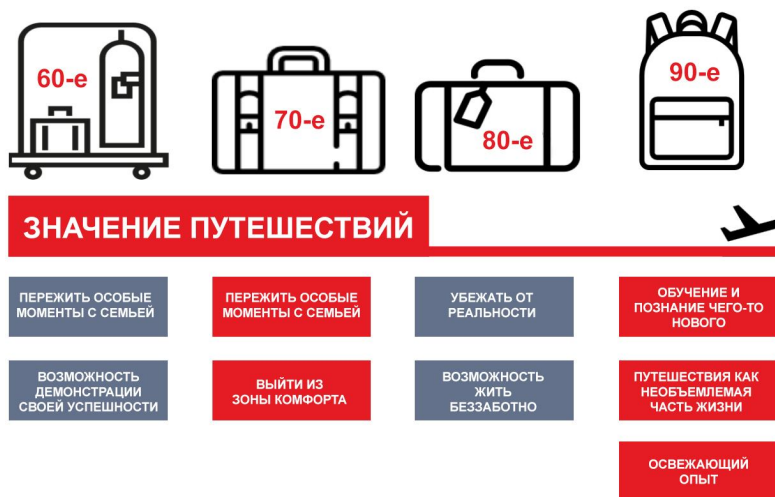 60-е
70-е
80-е
90-е
ЗНАЧЕНИЕ ПУТЕШЕСТВИЙ
ПЕРЕЖИТЬ ОСОБЫЕ
МОМЕНТЫ С СЕМЬЕЙ
ПЕРЕЖИТЬ ОСОБЫЕ
МОМЕНТЫ С СЕМЬЕЙ
УБЕЖАТЬ ОТ
РЕАЛЬНОСТИ
ОБУЧЕНИЕ И
ПОЗНАНИЕ ЧЕГО-ТО
НОВОГО
ВОЗМОЖНОСТЬ
ДЕМОНСТРАЦИИ
СВОЕЙ УСПЕШНОСТИ
ВЫЙТИ ИЗ
ЗОНЫ КОМФОРТА
ВОЗМОЖНОСТЬ
ЖИТЬ
БЕЗЗАБОТНО
ПУТЕШЕСТВИЯ КАК
НЕОБЪЕМЛЕМАЯ
ЧАСТЬ ЖИЗНИ
ОСВЕЖАЮЩИЙ
ОПЫТ